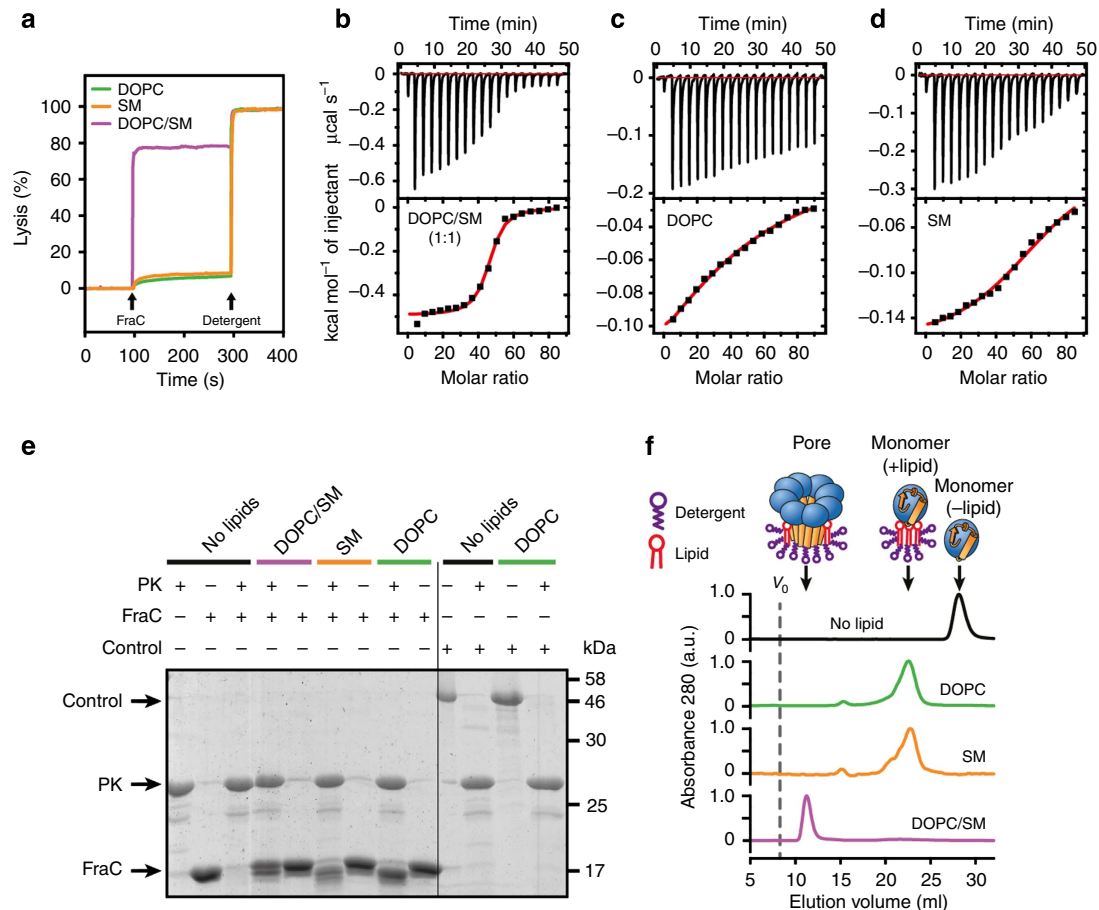 a
DOPC
SM
DOPC/SM
100
80
60
40
20
0
Lysis (%)
FraC
Detergent
0 100 200 300 400
Time (s)
b
Time (min)
0 10 20 30 40 50
0
−0.2
−0.4
−0.6
µcal s−1
0
−0.2
−0.4
kcal mol−1 of injectant
DOPC/SM
(1:1)
0 20 40 60 80
Molar ratio
c
Time (min)
0 10 20 30 40 50
0
−0.1
−0.2
−0.04
−0.06
−0.08
−0.10
DOPC
0 20 40 60 80
Molar ratio
d
Time (min)
0 10 20 30 40 50
0
−0.1
−0.2
−0.3
−0.06
−0.10
−0.14
SM
0 20 40 60 80
Molar ratio
e
No lipids
DOPC/SM
SM
DOPC
No lipids
DOPC
PK + − + + − + − + − − + − +
FraC − + + + + + + + + − − − −
Control − − − − − − − − − + + + +
kDa
Control
PK
FraC
58
46
30
25
17
f
Pore
Monomer
(+lipid)
Monomer
(−lipid)
Detergent
Lipid
V0
1.0
0
No lipid
1.0
0
DOPC
1.0
0
SM
1.0
0
DOPC/SM
Absorbance 280 (a.u.)
5 10 15 20 25 30
Elution volume (ml)